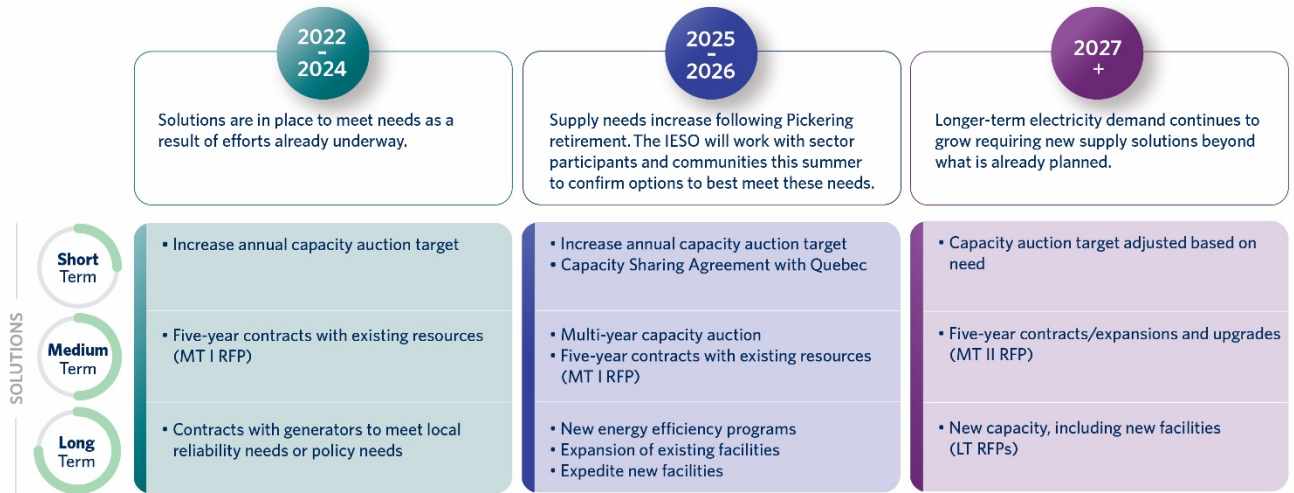 2022
–
2024
2025
–
2026
2027
+
Solutions are in place to meet needs as a
result of efforts already underway.
Supply needs increase following Pickering
retirement. The IESO will work with sector
participants and communities this summer
to confirm options to best meet these needs.
Longer-term electricity demand continues to
grow requiring new supply solutions beyond
what is already planned.
SOLUTIONS
Short
Term
• Increase annual capacity auction target
• Increase annual capacity auction target
• Capacity Sharing Agreement with Quebec
• Capacity auction target adjusted based on
need
Medium
Term
• Five-year contracts with existing resources
(MT I RFP)
• Multi-year capacity auction
• Five-year contracts with existing resources
(MT I RFP)
• Five-year contracts/expansions and upgrades
(MT II RFP)
Long
Term
• Contracts with generators to meet local
reliability needs or policy needs
• New energy efficiency programs
• Expansion of existing facilities
• Expedite new facilities
• New capacity, including new facilities
(LT RFPs)